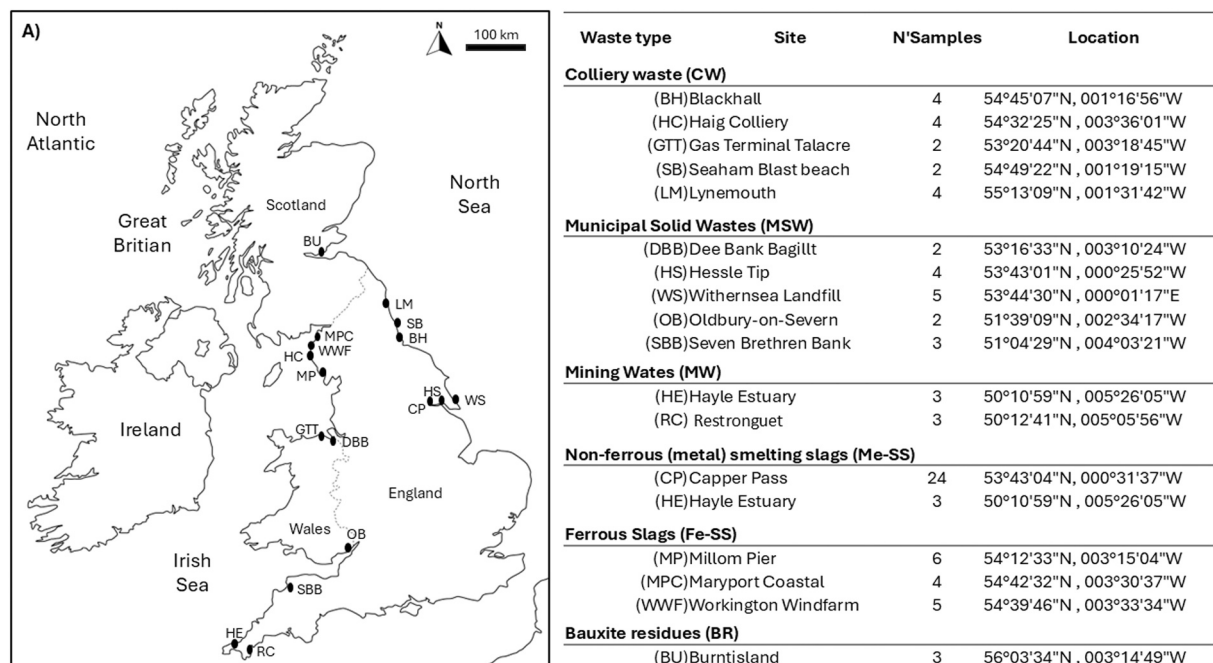 A)
N
100 km
North
Atlantic
North
Sea
Scotland
Great
Britian
BU
LM
SB
BH
MPC
WWF
HC
MP
HS
WS
CP
Ireland
GTT
DBB
England
Wales
OB
Irish
Sea
SBB
HE
RC
Waste type Site N'Samples Location
Colliery waste (CW)
(BH)Blackhall 4 54°45'07"N, 001°16'56"W
(HC)Haig Colliery 4 54°32'25"N , 003°36'01"W
(GTT)Gas Terminal Talacre 2 53°20'44"N , 003°18'45"W
(SB)Seaham Blast beach 2 54°49'22"N , 001°19'15"W
(LM)Lynemouth 4 55°13'09"N , 001°31'42"W
Municipal Solid Wastes (MSW)
(DBB)Dee Bank Bagillt 2 53°16'33"N , 003°10'24"W
(HS)Hessle Tip 4 53°43'01"N , 000°25'52"W
(WS)Withernsea Landfill 5 53°44'30"N , 000°01'17"E
(OB)Oldbury-on-Severn 2 51°39'09"N , 002°34'17"W
(SBB)Seven Brethren Bank 3 51°04'29"N , 004°03'21"W
Mining Wates (MW)
(HE)Hayle Estuary 3 50°10'59"N , 005°26'05"W
(RC) Restronguet 3 50°12'41"N , 005°05'56"W
Non-ferrous (metal) smelting slags (Me-SS)
(CP)Capper Pass 24 53°43'04"N, 000°31'37"W
(HE)Hayle Estuary 3 50°10'59"N , 005°26'05"W
Ferrous Slags (Fe-SS)
(MP)Millom Pier 6 54°12'33"N, 003°15'04"W
(MPC)Maryport Coastal 4 54°42'32"N , 003°30'37"W
(WWF)Workington Windfarm 5 54°39'46"N , 003°33'34"W
Bauxite residues (BR)
(BU)Burntisland 3 56°03'34"N , 003°14'49"W